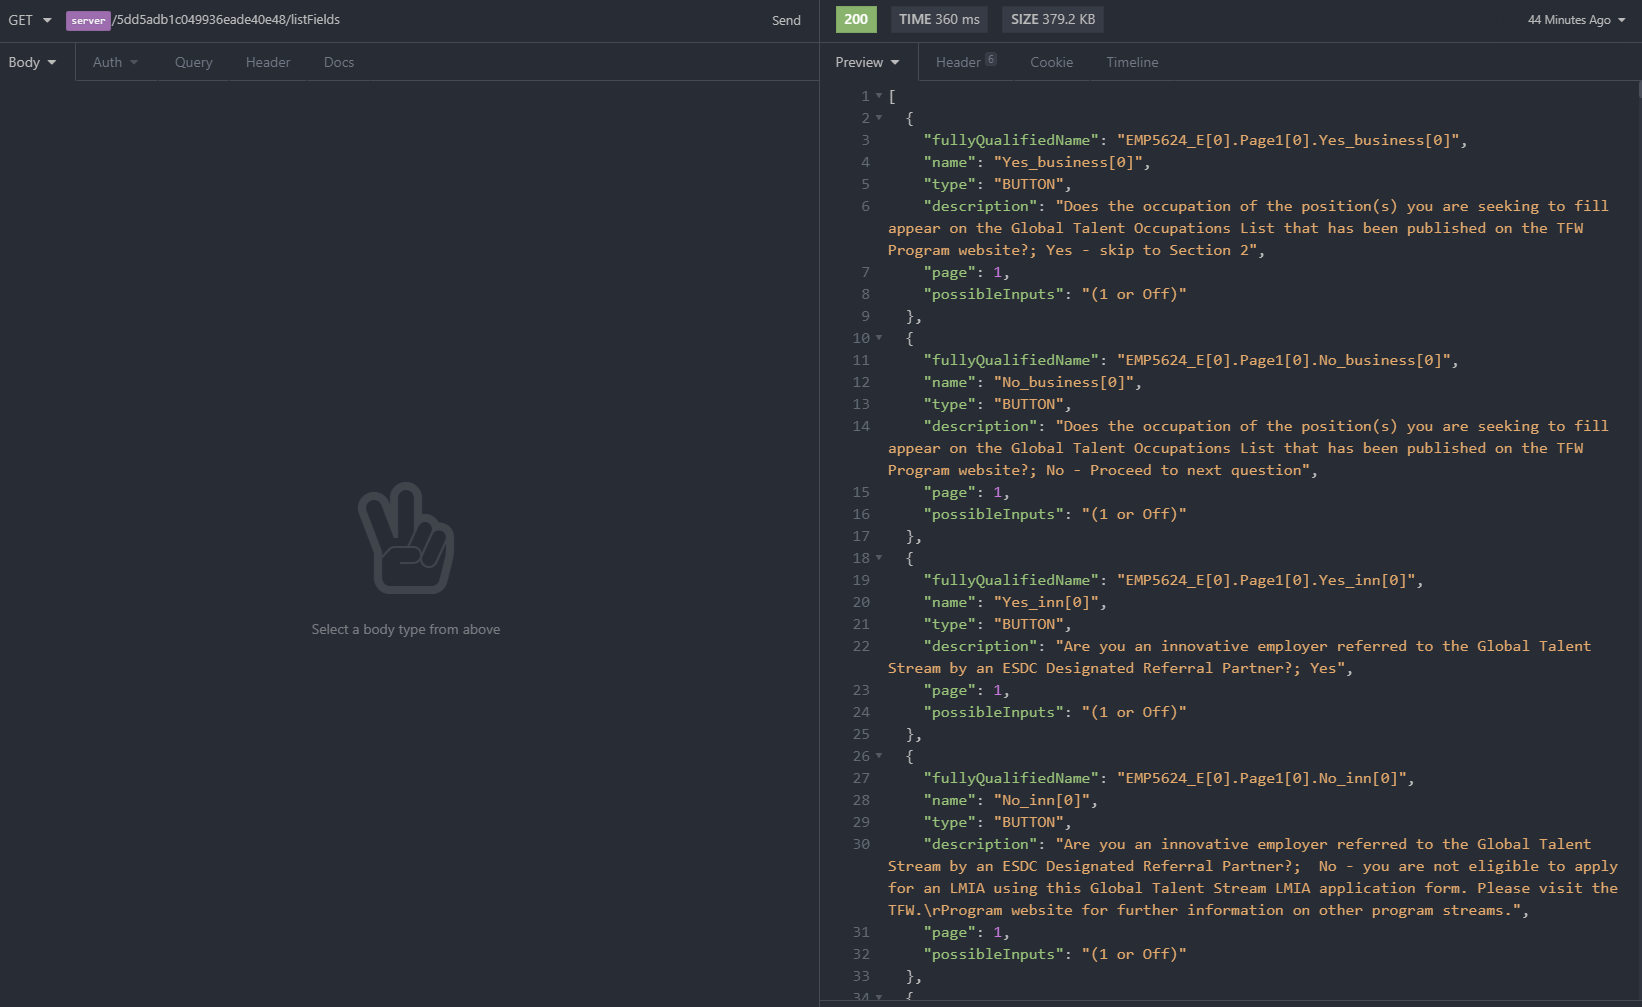 GET server/5dd5adb1c049936eade40e48/listFields Send
200 TIME 360 ms SIZE 379.2 KB 44 Minutes Ago
Body Auth Query Header Docs
Select a body type from above
Preview Header 6 Cookie Timeline
1 [
2 {
3 "fullyQualifiedName": "EMP5624_E[0].Page1[0].Yes_business[0]",
4 "name": "Yes_business[0]",
5 "type": "BUTTON",
6 "description": "Does the occupation of the position(s) you are seeking to fill
appear on the Global Talent Occupations List that has been published on the TFW
Program website?; Yes - skip to Section 2",
7 "page": 1,
8 "possibleInputs": "(1 or Off)"
9 },
10 {
11 "fullyQualifiedName": "EMP5624_E[0].Page1[0].No_business[0]",
12 "name": "No_business[0]",
13 "type": "BUTTON",
14 "description": "Does the occupation of the position(s) you are seeking to fill
appear on the Global Talent Occupations List that has been published on the TFW
Program website?; No - Proceed to next question",
15 "page": 1,
16 "possibleInputs": "(1 or Off)"
17 },
18 {
19 "fullyQualifiedName": "EMP5624_E[0].Page1[0].Yes_inn[0]",
20 "name": "Yes_inn[0]",
21 "type": "BUTTON",
22 "description": "Are you an innovative employer referred to the Global Talent
Stream by an ESDC Designated Referral Partner?; Yes",
23 "page": 1,
24 "possibleInputs": "(1 or Off)"
25 },
26 {
27 "fullyQualifiedName": "EMP5624_E[0].Page1[0].No_inn[0]",
28 "name": "No_inn[0]",
29 "type": "BUTTON",
30 "description": "Are you an innovative employer referred to the Global Talent
Stream by an ESDC Designated Referral Partner?;  No - you are not eligible to apply
for an LMIA using this Global Talent Stream LMIA application form. Please visit the
TFW.\rProgram website for further information on other program streams.",
31 "page": 1,
32 "possibleInputs": "(1 or Off)"
33 },
34 {